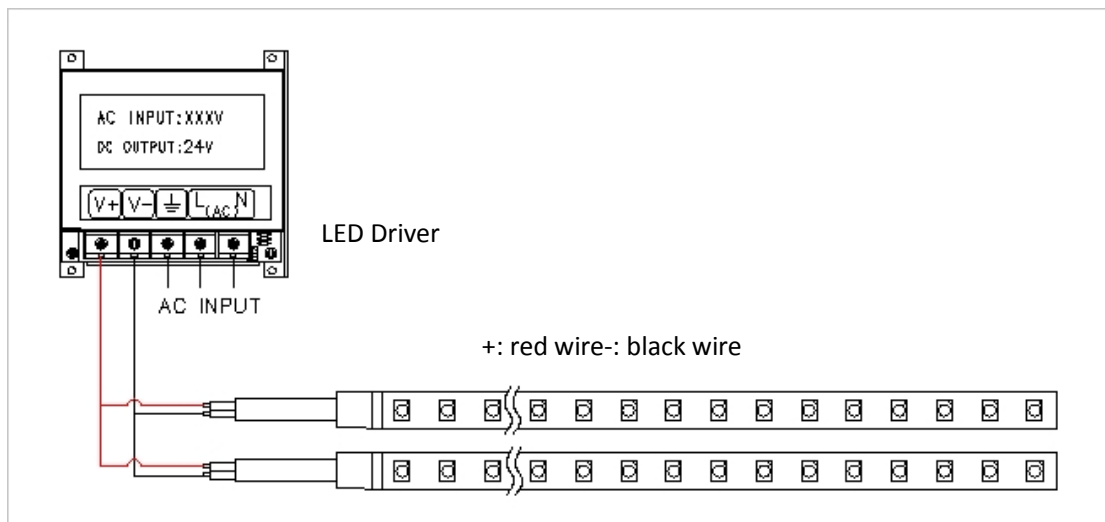 AC INPUT:XXXV
DC OUTPUT:24V
V+ V- L(AC)N
LED Driver
AC INPUT
+: red wire-: black wire